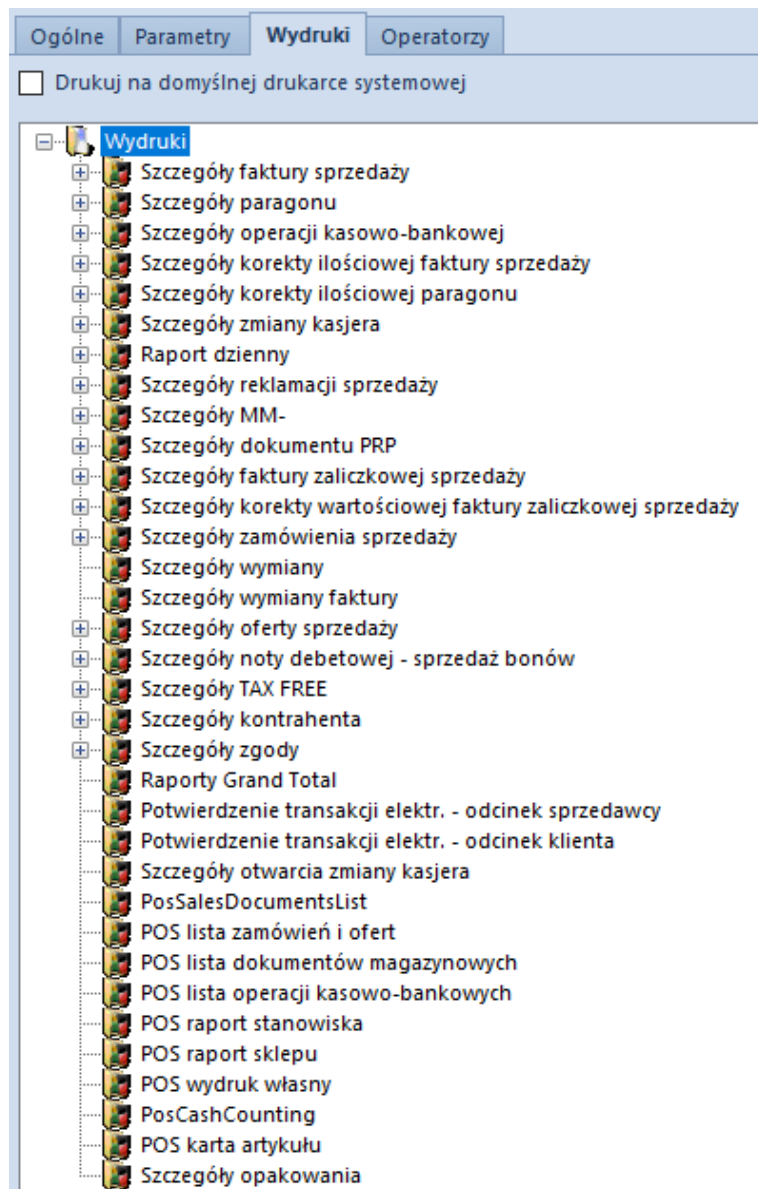 Ogólne Parametry Wydruki Operatorzy
Drukuj na domyślnej drukarce systemowej
Wydruki
Szczegóły faktury sprzedaży
Szczegóły paragonu
Szczegóły operacji kasowo-bankowej
Szczegóły korekty ilościowej faktury sprzedaży
Szczegóły korekty ilościowej paragonu
Szczegóły zmiany kasjera
Raport dzienny
Szczegóły reklamacji sprzedaży
Szczegóły MM-
Szczegóły dokumentu PRP
Szczegóły faktury zaliczkowej sprzedaży
Szczegóły korekty wartościowej faktury zaliczkowej sprzedaży
Szczegóły zamówienia sprzedaży
Szczegóły wymiany
Szczegóły wymiany faktury
Szczegóły oferty sprzedaży
Szczegóły noty debetowej - sprzedaż bonów
Szczegóły TAX FREE
Szczegóły kontrahenta
Szczegóły zgody
Raporty Grand Total
Potwierdzenie transakcji elektr. - odcinek sprzedawcy
Potwierdzenie transakcji elektr. - odcinek klienta
Szczegóły otwarcia zmiany kasjera
PosSalesDocumentsList
POS lista zamówień i ofert
POS lista dokumentów magazynowych
POS lista operacji kasowo-bankowych
POS raport stanowiska
POS raport sklepu
POS wydruk własny
PosCashCounting
POS karta artykułu
Szczegóły opakowania